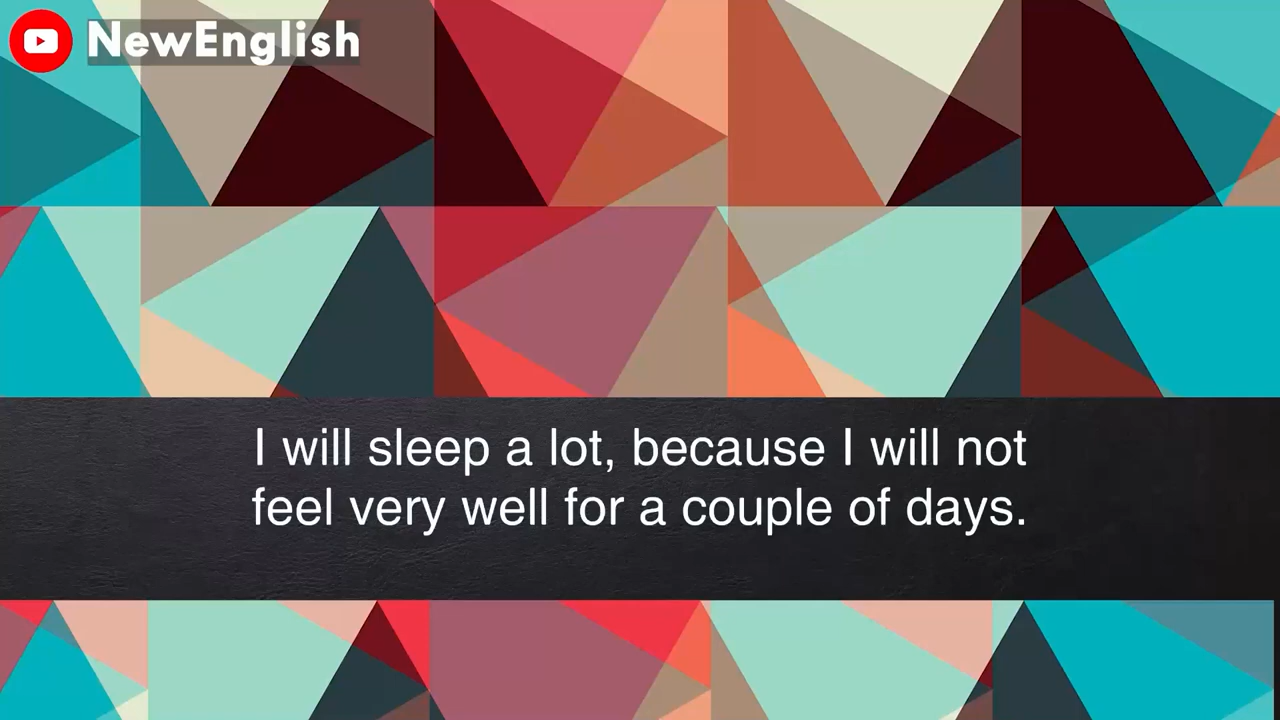 NewEnglish
I will sleep a lot, because I will not
feel very well for a couple of days.